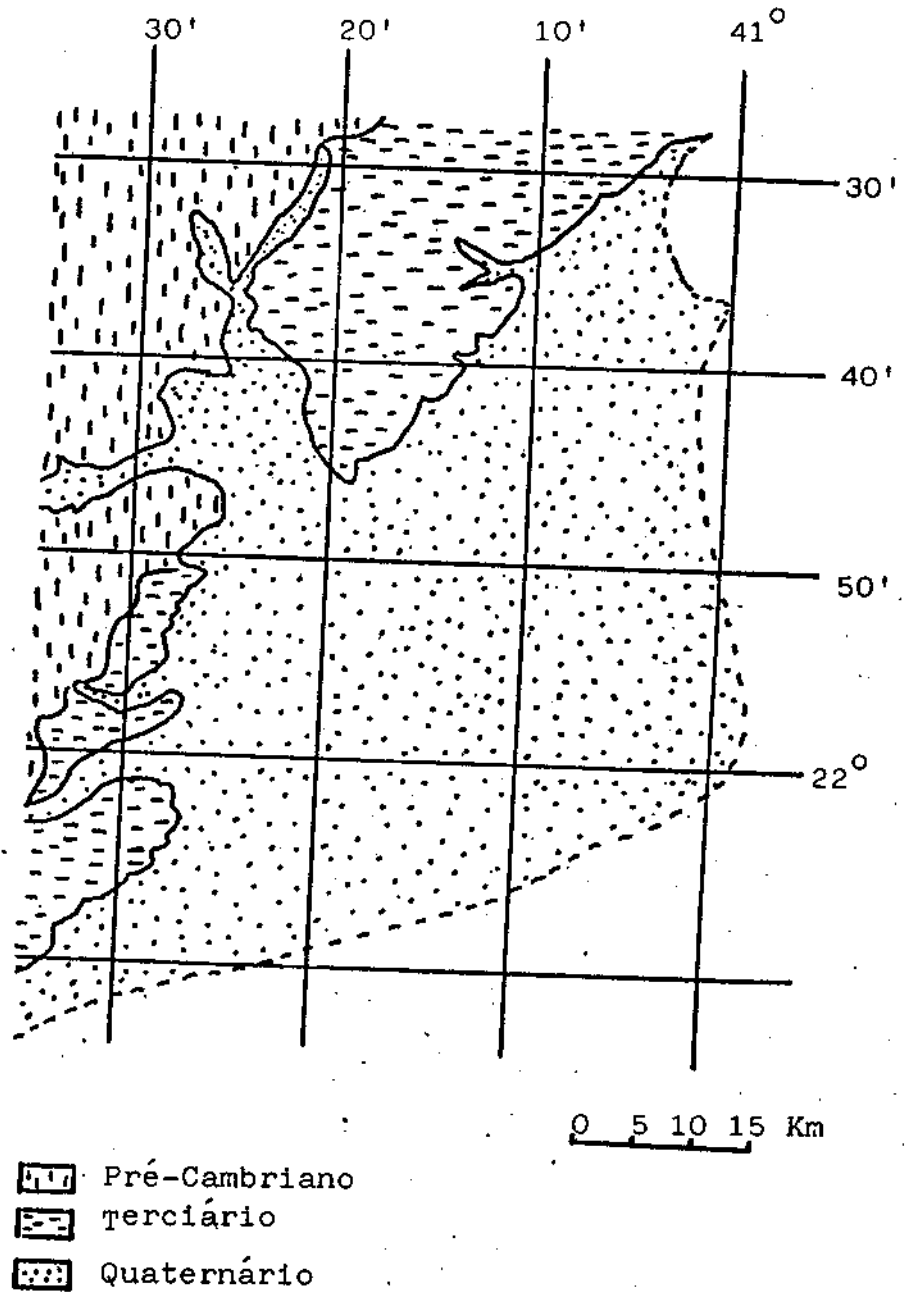 30' 20' 10' 41°
30'
40'
50'
22°
0 5 10 15 Km
Pré-Cambriano
Terciário
Quaternário